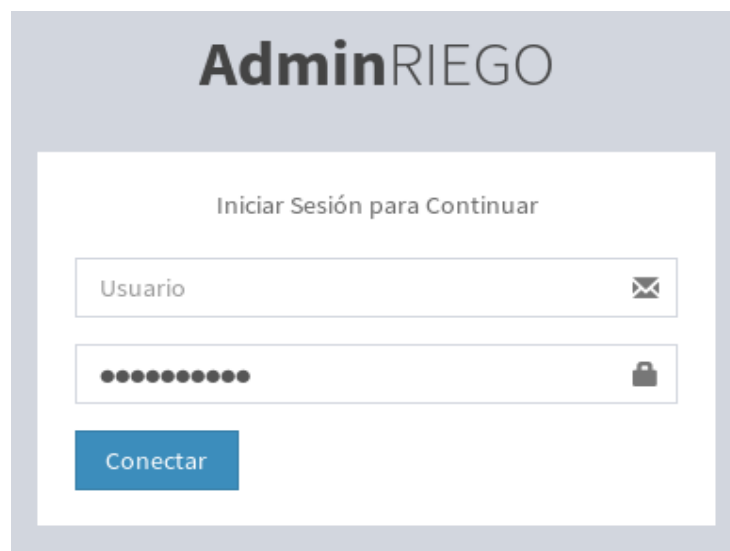 AdminRIEGO
Iniciar Sesión para Continuar
Usuario
●●●●●●●●●●
Conectar